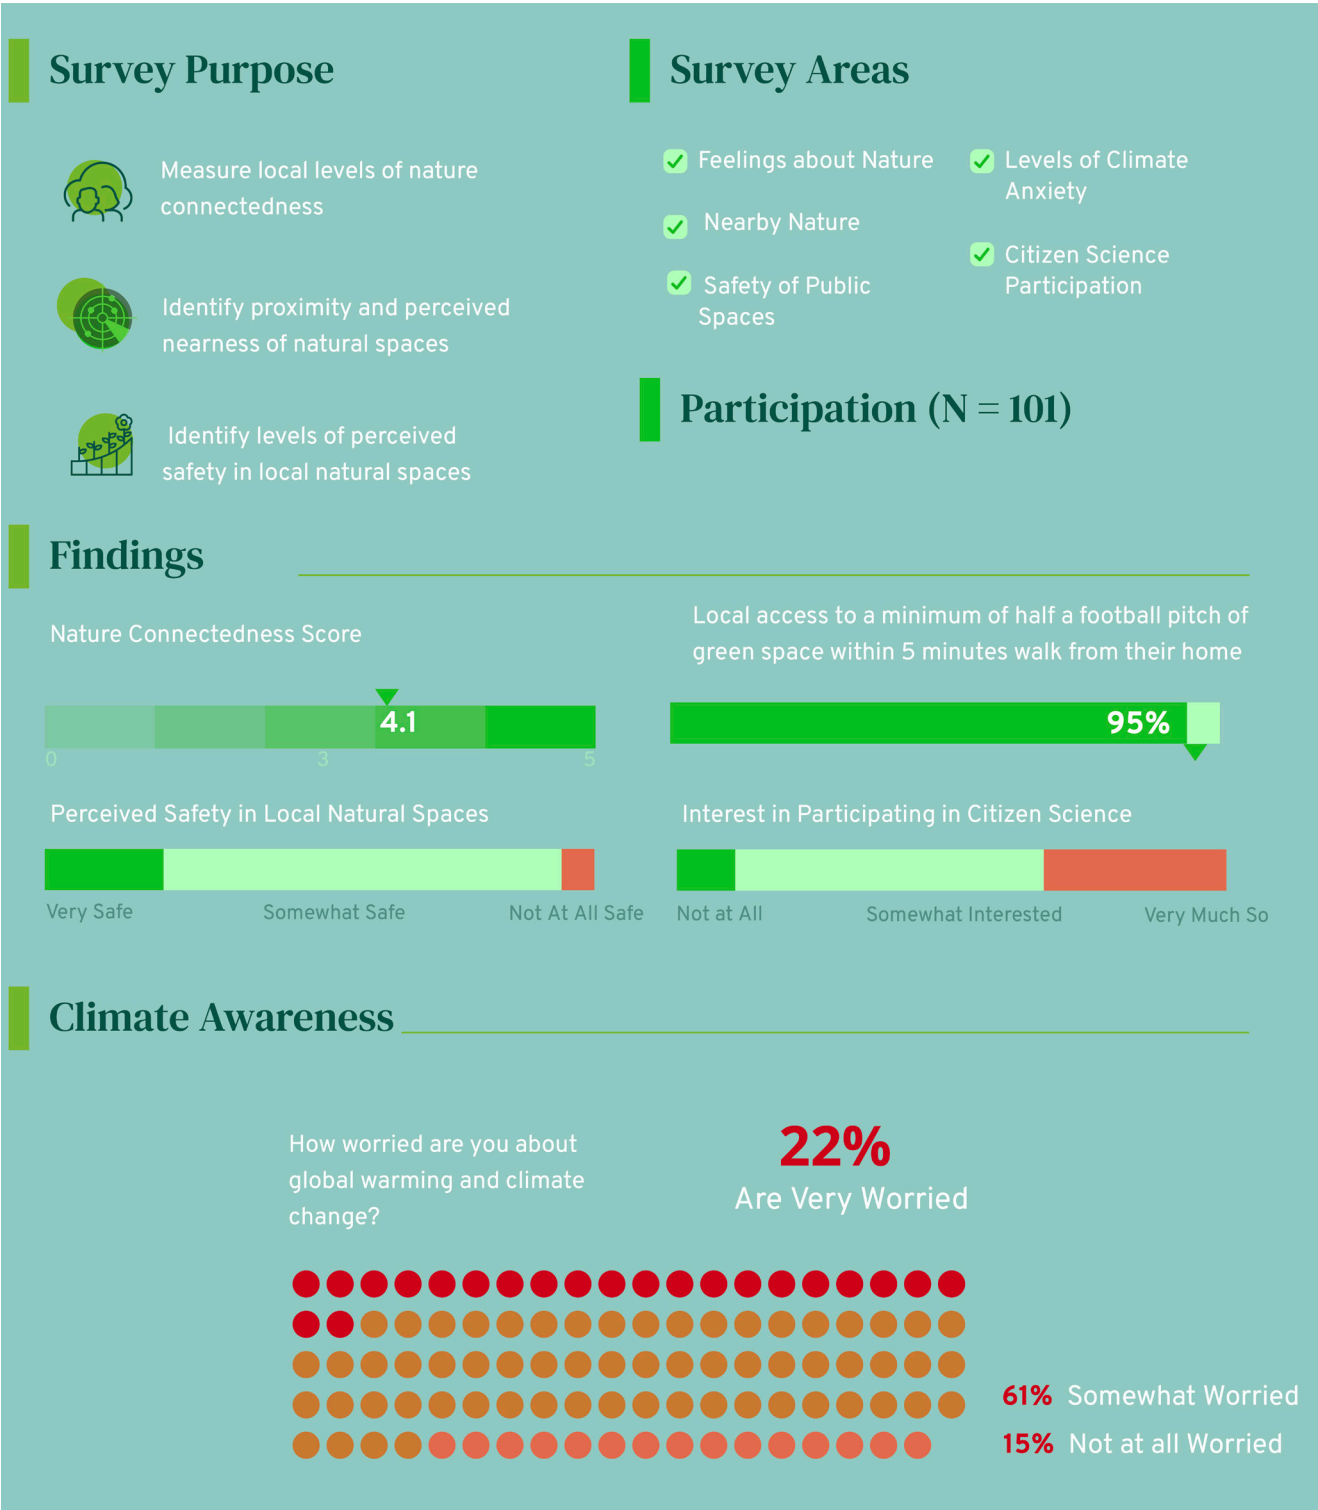 Survey Purpose
Measure local levels of nature
connectedness
Identify proximity and perceived
nearness of natural spaces
Identify levels of perceived
safety in local natural spaces
Survey Areas
Feelings about Nature
Nearby Nature
Safety of Public
Spaces
Levels of Climate
Anxiety
Citizen Science
Participation
Participation (N = 101)
Findings
Nature Connectedness Score
4.1
0 3 5
Local access to a minimum of half a football pitch of
green space within 5 minutes walk from their home
95%
Perceived Safety in Local Natural Spaces
Very Safe Somewhat Safe Not At All Safe
Interest in Participating in Citizen Science
Not at All Somewhat Interested Very Much So
Climate Awareness
How worried are you about
global warming and climate
change?
22%
Are Very Worried
61% Somewhat Worried
15% Not at all Worried